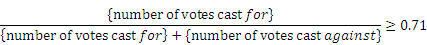 {number of votes cast for}
{number of votes cast for} + {number of votes cast against} ≥ 0.71